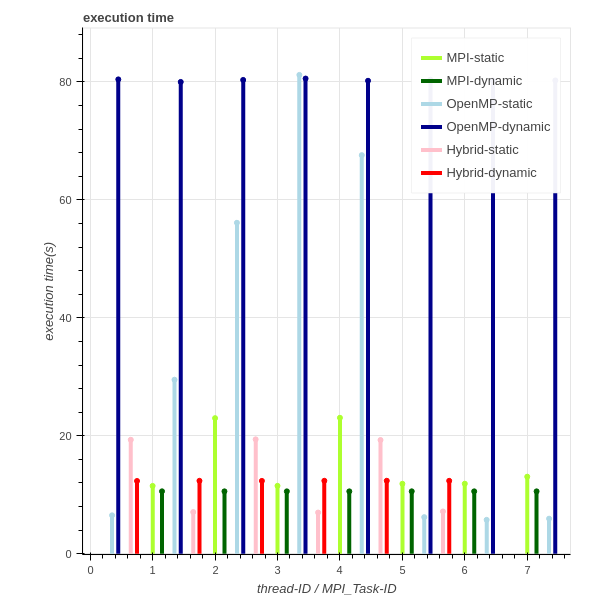 execution time
MPI-static
MPI-dynamic
OpenMP-static
OpenMP-dynamic
Hybrid-static
Hybrid-dynamic
execution time(s)
80
60
40
20
0
0 1 2 3 4 5 6 7
thread-ID / MPI_Task-ID